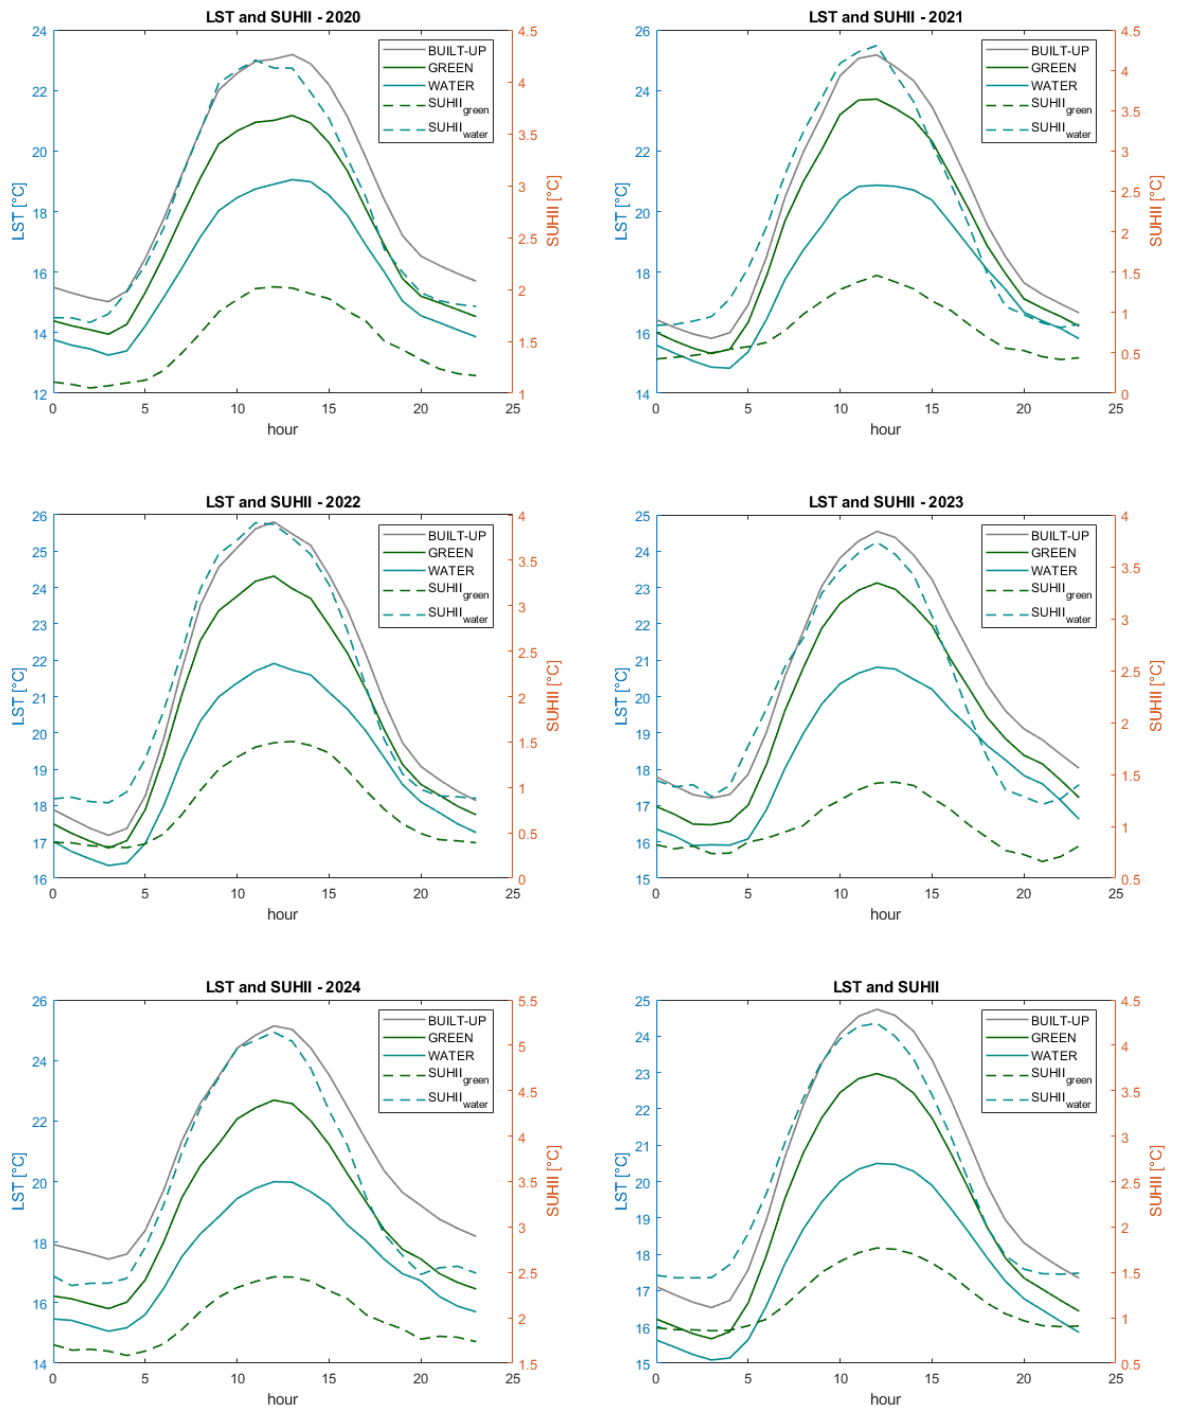 LST and SUHII - 2020
24
22
20
18
16
14
12
LST [°C]
4.5
4
3.5
3
2.5
2
1.5
1
SUHII [°C]
0 5 10 15 20 25
hour
BUILT-UP
GREEN
WATER
SUHII green
SUHII water
LST and SUHII - 2021
26
24
22
20
18
16
14
LST [°C]
4.5
4
3.5
3
2.5
2
1.5
1
0.5
0
SUHII [°C]
0 5 10 15 20 25
hour
BUILT-UP
GREEN
WATER
SUHII green
SUHII water
LST and SUHII - 2022
26
25
24
23
22
21
20
19
18
17
16
LST [°C]
4
3.5
3
2.5
2
1.5
1
0.5
0
SUHII [°C]
0 5 10 15 20 25
hour
BUILT-UP
GREEN
WATER
SUHII green
SUHII water
LST and SUHII - 2023
25
24
23
22
21
20
19
18
17
16
15
LST [°C]
4
3.5
3
2.5
2
1.5
1
0.5
SUHII [°C]
0 5 10 15 20 25
hour
BUILT-UP
GREEN
WATER
SUHII green
SUHII water
LST and SUHII - 2024
26
24
22
20
18
16
14
LST [°C]
5.5
5
4.5
4
3.5
3
2.5
2
1.5
SUHII [°C]
0 5 10 15 20 25
hour
BUILT-UP
GREEN
WATER
SUHII green
SUHII water
LST and SUHII
25
24
23
22
21
20
19
18
17
16
15
LST [°C]
4.5
4
3.5
3
2.5
2
1.5
1
0.5
SUHII [°C]
0 5 10 15 20 25
hour
BUILT-UP
GREEN
WATER
SUHII green
SUHII water